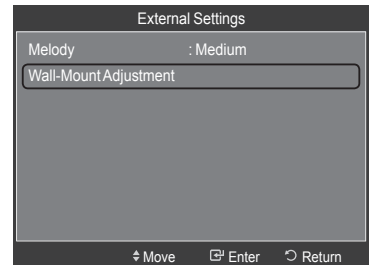 External Settings
Melody : Medium
Wall-Mount Adjustment
Move Enter Return